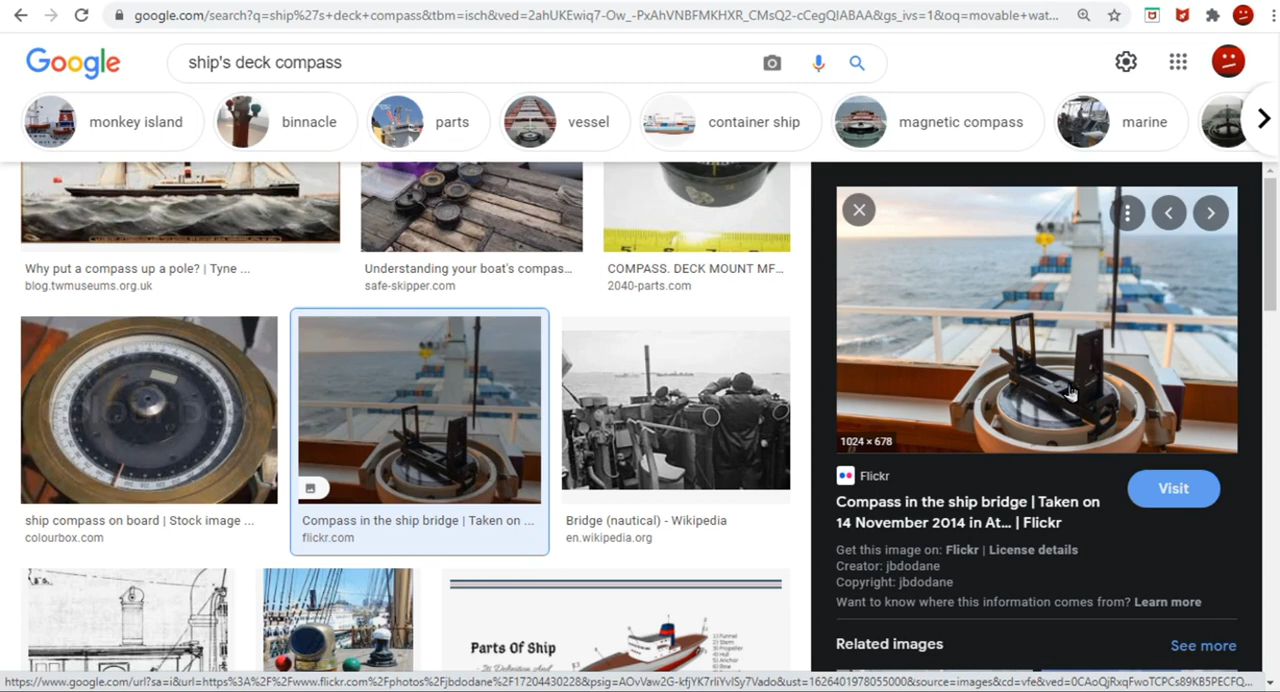 google.com/search?q=ship%27s+deck+compass&tbm=isch&ved=2ahUKEwiq7-Ow_-PxAhVNBFMKHXR_CMsQ2-cCegQIABAA&gs_ivs=1&oq=movable+wat...
Google
ship's deck compass
monkey island
binnacle
parts
vessel
container ship
magnetic compass
marine
Why put a compass up a pole? | Tyne ...
blog.twmuseums.org.uk
Understanding your boat's compas...
safe-skipper.com
COMPASS. DECK MOUNT MF...
2040-parts.com
ship compass on board | Stock image ...
colourbox.com
Compass in the ship bridge | Taken on ...
flickr.com
Bridge (nautical) - Wikipedia
en.wikipedia.org
Parts Of Ship
1024 × 678
Flickr
Compass in the ship bridge | Taken on
14 November 2014 in At... | Flickr
Visit
Get this image on: Flickr | License details
Creator: jbdodane
Copyright: jbdodane
Want to know where this information comes from? Learn more
Related images
See more
https://www.google.com/url?sa=i&url=https%3A%2F%2Fwww.flickr.com%2Fphotos%2Fjbdodane%2F17204430228&psig=AOvVaw2G-kfjYK7rIiYvISy7Vado&ust=1626401978055000&source=images&cd=vfe&ved=0CAoQjRxqFwoTCPCs89KB5PECFQ...